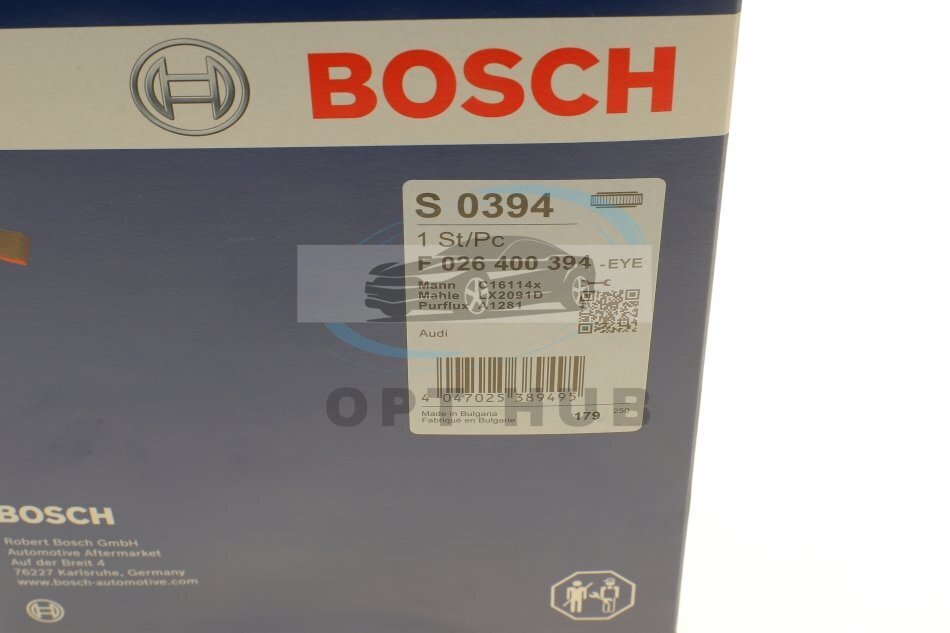 BOSCH
S 0394
1 St/Pc
F 026 400 394 -EYE
Mann C16114x
Mahle LX2091D
Purflux A1281
Audi
4 047025 389495
Made in Bulgaria
Fabriqué en Bulgarie
179 250
OPT HUB
BOSCH
Robert Bosch GmbH
Automotive Aftermarket
Auf der Breit 4
76227 Karlsruhe, Germany
www.bosch-automotive.com